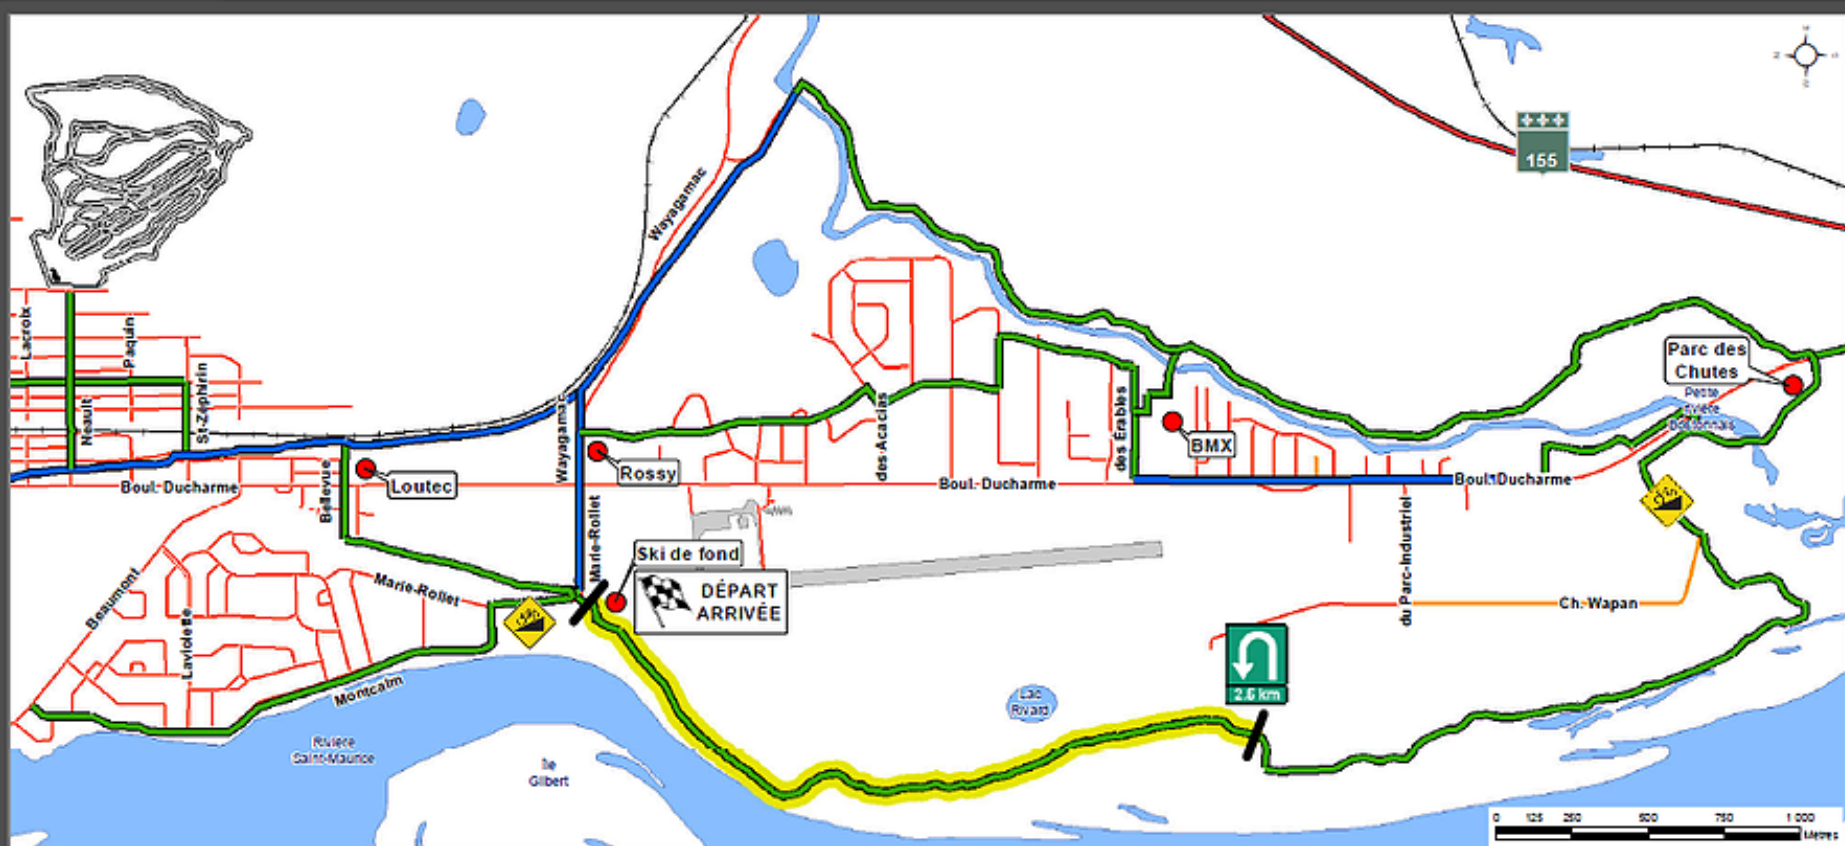 155
Wayagamac
Lacroix
Paquin
St-Zéphirin
Neault
Parc des
Chutes
Petite
rivière
Bostonnais
Wayagamac
des Acacias
des Érables
BMX
Rossy
Loutec
Bellevue
Boul. Ducharme
Boul. Ducharme
Boul. Ducharme
Marie-Rollet
Ski de fond
DÉPART
ARRIVÉE
Marie-Rollet
Beaumont
Laviolette
Montcalm
du Parc-Industriel
Ch. Wapan
2.5 km
Lac
Rivard
Rivière
Saint-Maurice
Île
Gilbert
0 125 250 500 750 1 000
Mètres